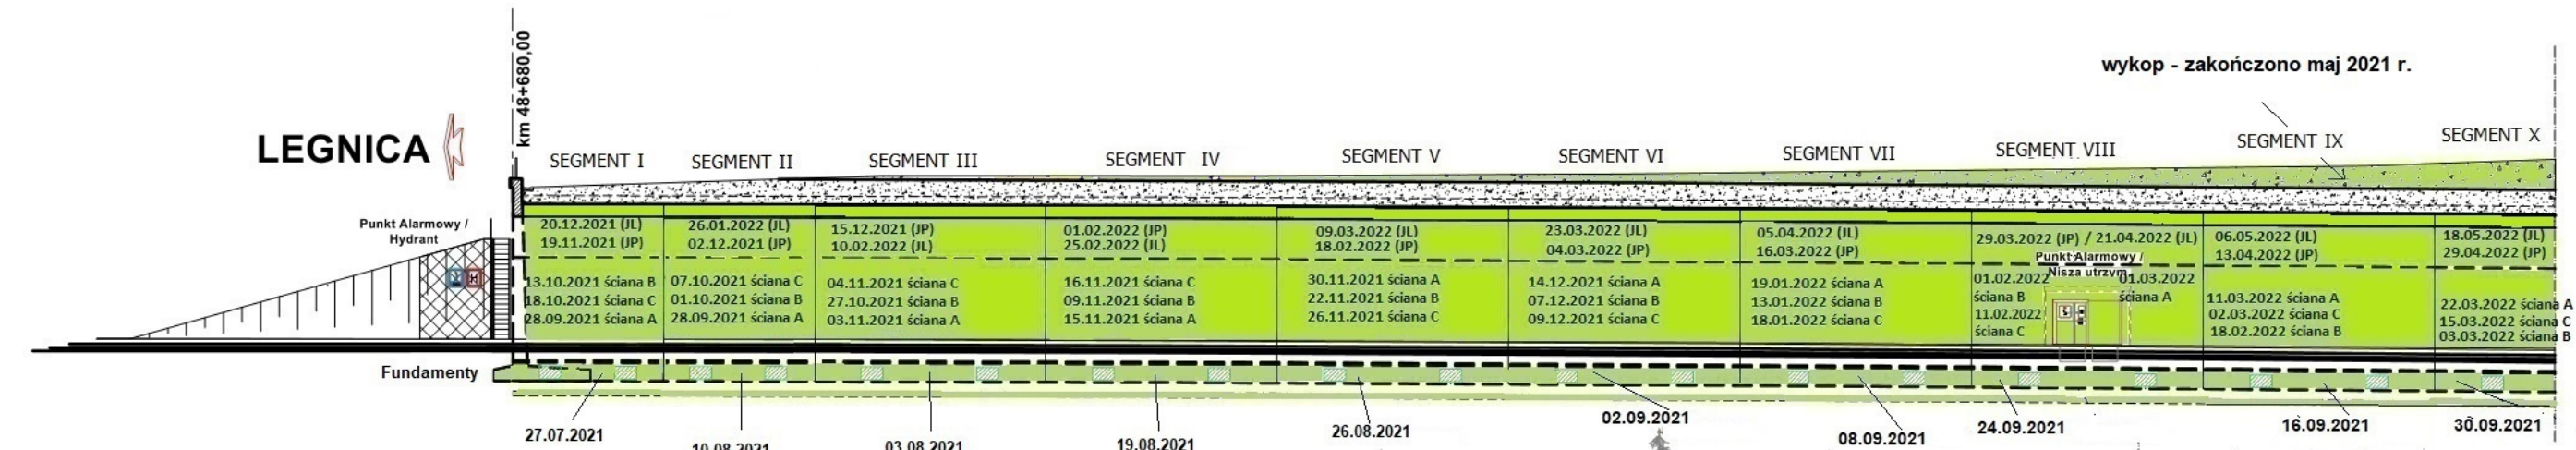 km 48+680,00
wykop - zakończono maj 2021 r.
LEGNICA
SEGMENT I
SEGMENT II
SEGMENT III
SEGMENT IV
SEGMENT V
SEGMENT VI
SEGMENT VII
SEGMENT VIII
SEGMENT IX
SEGMENT X
Punkt Alarmowy /
Hydrant
20.12.2021 (JL)
19.11.2021 (JP)
13.10.2021 ściana B
18.10.2021 ściana C
28.09.2021 ściana A
26.01.2022 (JL)
02.12.2021 (JP)
07.10.2021 ściana C
01.10.2021 ściana B
28.09.2021 ściana A
15.12.2021 (JP)
10.02.2022 (JL)
04.11.2021 ściana C
27.10.2021 ściana B
03.11.2021 ściana A
01.02.2022 (JP)
25.02.2022 (JL)
16.11.2021 ściana C
09.11.2021 ściana B
15.11.2021 ściana A
09.03.2022 (JL)
18.02.2022 (JP)
30.11.2021 ściana A
22.11.2021 ściana B
26.11.2021 ściana C
23.03.2022 (JL)
04.03.2022 (JP)
14.12.2021 ściana A
07.12.2021 ściana B
09.12.2021 ściana C
05.04.2022 (JL)
16.03.2022 (JP)
19.01.2022 ściana A
13.01.2022 ściana B
18.01.2022 ściana C
29.03.2022 (JP) / 21.04.2022 (JL)
Punkt Alarmowy /
Nisza utrzym.
01.02.2022
ściana B
11.02.2022
ściana C
01.03.2022
ściana A
06.05.2022 (JL)
13.04.2022 (JP)
11.03.2022 ściana A
02.03.2022 ściana C
18.02.2022 ściana B
18.05.2022 (JL)
29.04.2022 (JP)
22.03.2022 ściana A
15.03.2022 ściana C
03.03.2022 ściana B
Fundamenty
27.07.2021
10.08.2021
03.08.2021
19.08.2021
26.08.2021
02.09.2021
08.09.2021
24.09.2021
16.09.2021
30.09.2021